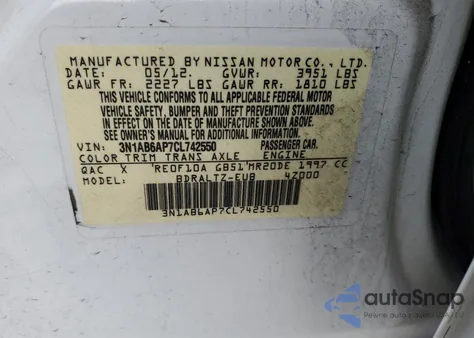 MANUFACTURED BY NISSAN MOTOR CO., LTD.
DATE: 05/12. GVWR: 3951 LBS
GAWR FR: 2227 LBS GAWR RR: 1810 LBS
THIS VEHICLE CONFORMS TO ALL APPLICABLE FEDERAL MOTOR
VEHICLE SAFETY, BUMPER AND THEFT PREVENTION STANDARDS
IN EFFECT ON THE DATE OF MANUFACTURE SHOWN ABOVE.
SEE OWNER'S MANUAL FOR ADDITIONAL INFORMATION.
VIN: 3N1AB6AP7CL742550 PASSENGER CAR.
COLOR TRIM TRANS AXLE ENGINE
QAC X RE0F10A GB51 MR20DE 1997 CC
MODEL: BDRALTZ-EUB 4Z000
3N1AB6AP7CL742550
autoSnap
Pewne auto z